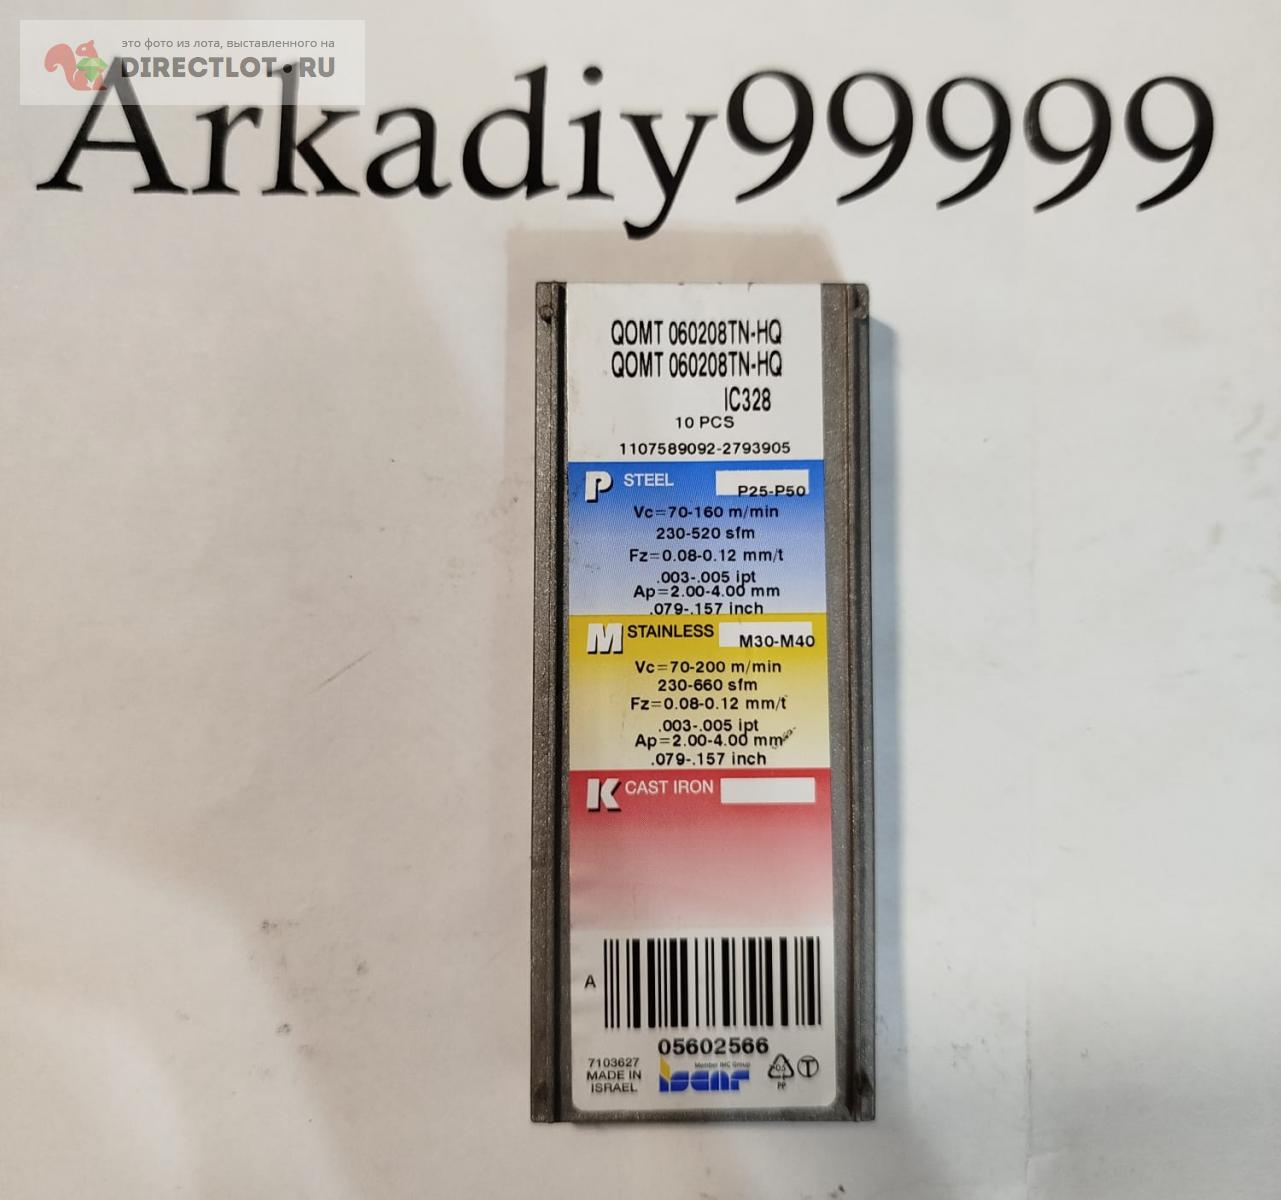 это фото из лота, выставленного на
DIRECTLOT.RU
Arkadiy99999
QOMT 060208TN-HQ
QOMT 060208TN-HQ
IC328
10 PCS
1107589092-2793905
P STEEL P25-P50
Vc=70-160 m/min
230-520 sfm
Fz=0.08-0.12 mm/t
.003-.005 ipt
Ap=2.00-4.00 mm
.079-.157 inch
M STAINLESS M30-M40
Vc=70-200 m/min
230-660 sfm
Fz=0.08-0.12 mm/t
.003-.005 ipt
Ap=2.00-4.00 mm
.079-.157 inch
K CAST IRON
A
05602566
7103627
MADE IN
ISRAEL
Member IMC Group
iscar
05
PP
T